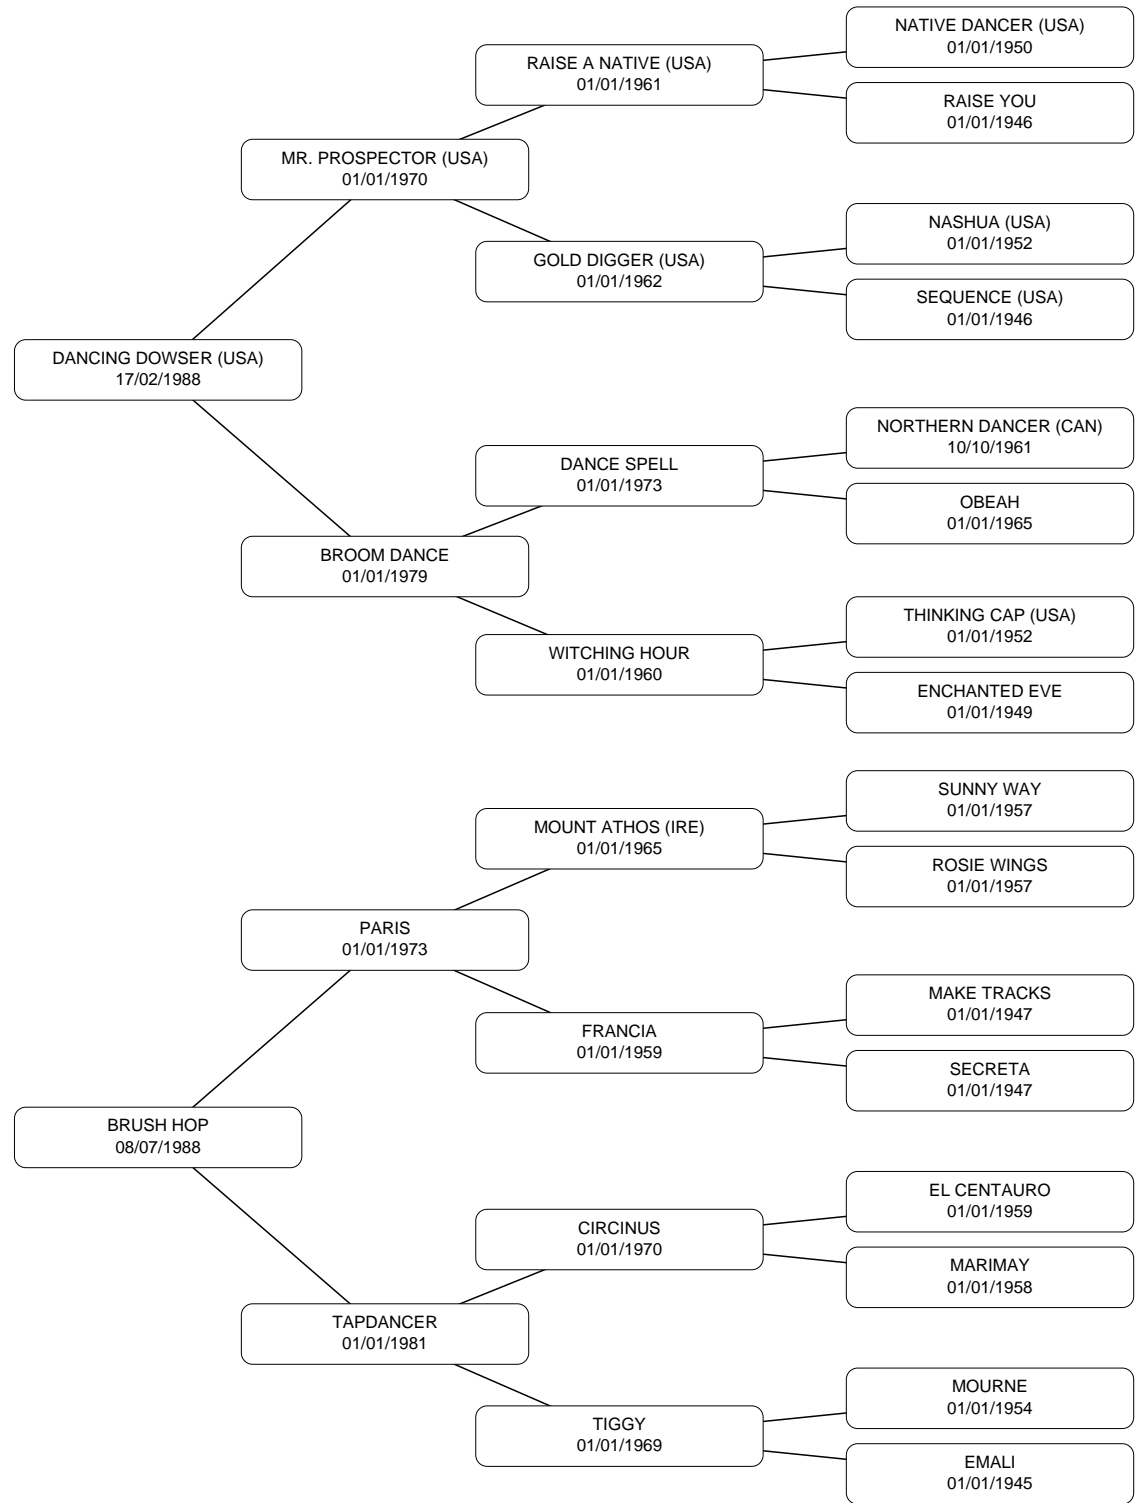 NATIVE DANCER (USA)
01/01/1950
RAISE A NATIVE (USA)
01/01/1961
RAISE YOU
01/01/1946
MR. PROSPECTOR (USA)
01/01/1970
NASHUA (USA)
01/01/1952
GOLD DIGGER (USA)
01/01/1962
SEQUENCE (USA)
01/01/1946
DANCING DOWSER (USA)
17/02/1988
NORTHERN DANCER (CAN)
10/10/1961
DANCE SPELL
01/01/1973
OBEAH
01/01/1965
BROOM DANCE
01/01/1979
THINKING CAP (USA)
01/01/1952
WITCHING HOUR
01/01/1960
ENCHANTED EVE
01/01/1949
SUNNY WAY
01/01/1957
MOUNT ATHOS (IRE)
01/01/1965
ROSIE WINGS
01/01/1957
PARIS
01/01/1973
MAKE TRACKS
01/01/1947
FRANCIA
01/01/1959
SECRETA
01/01/1947
BRUSH HOP
08/07/1988
EL CENTAURO
01/01/1959
CIRCINUS
01/01/1970
MARIMAY
01/01/1958
TAPDANCER
01/01/1981
MOURNE
01/01/1954
TIGGY
01/01/1969
EMALI
01/01/1945